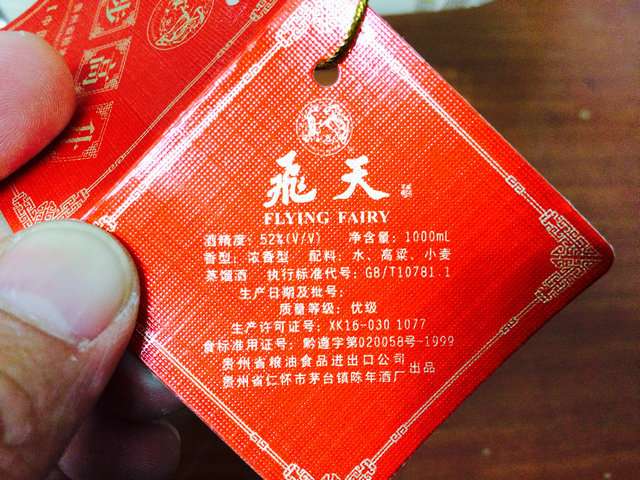 步高升
飛天
FLYING FAIRY
酒精度: 52%(V/V) 净含量: 1000mL
香型: 浓香型 配料: 水、高粱、小麦
蒸馏酒 执行标准代号: GB/T10781.1
生产日期及批号:
质量等级: 优级
生产许可证号: XK16-030 1077
食标准用证号: 黔遵字第020058号-1999
贵州省粮油食品进出口公司
贵州省仁怀市茅台镇陈年酒厂出品